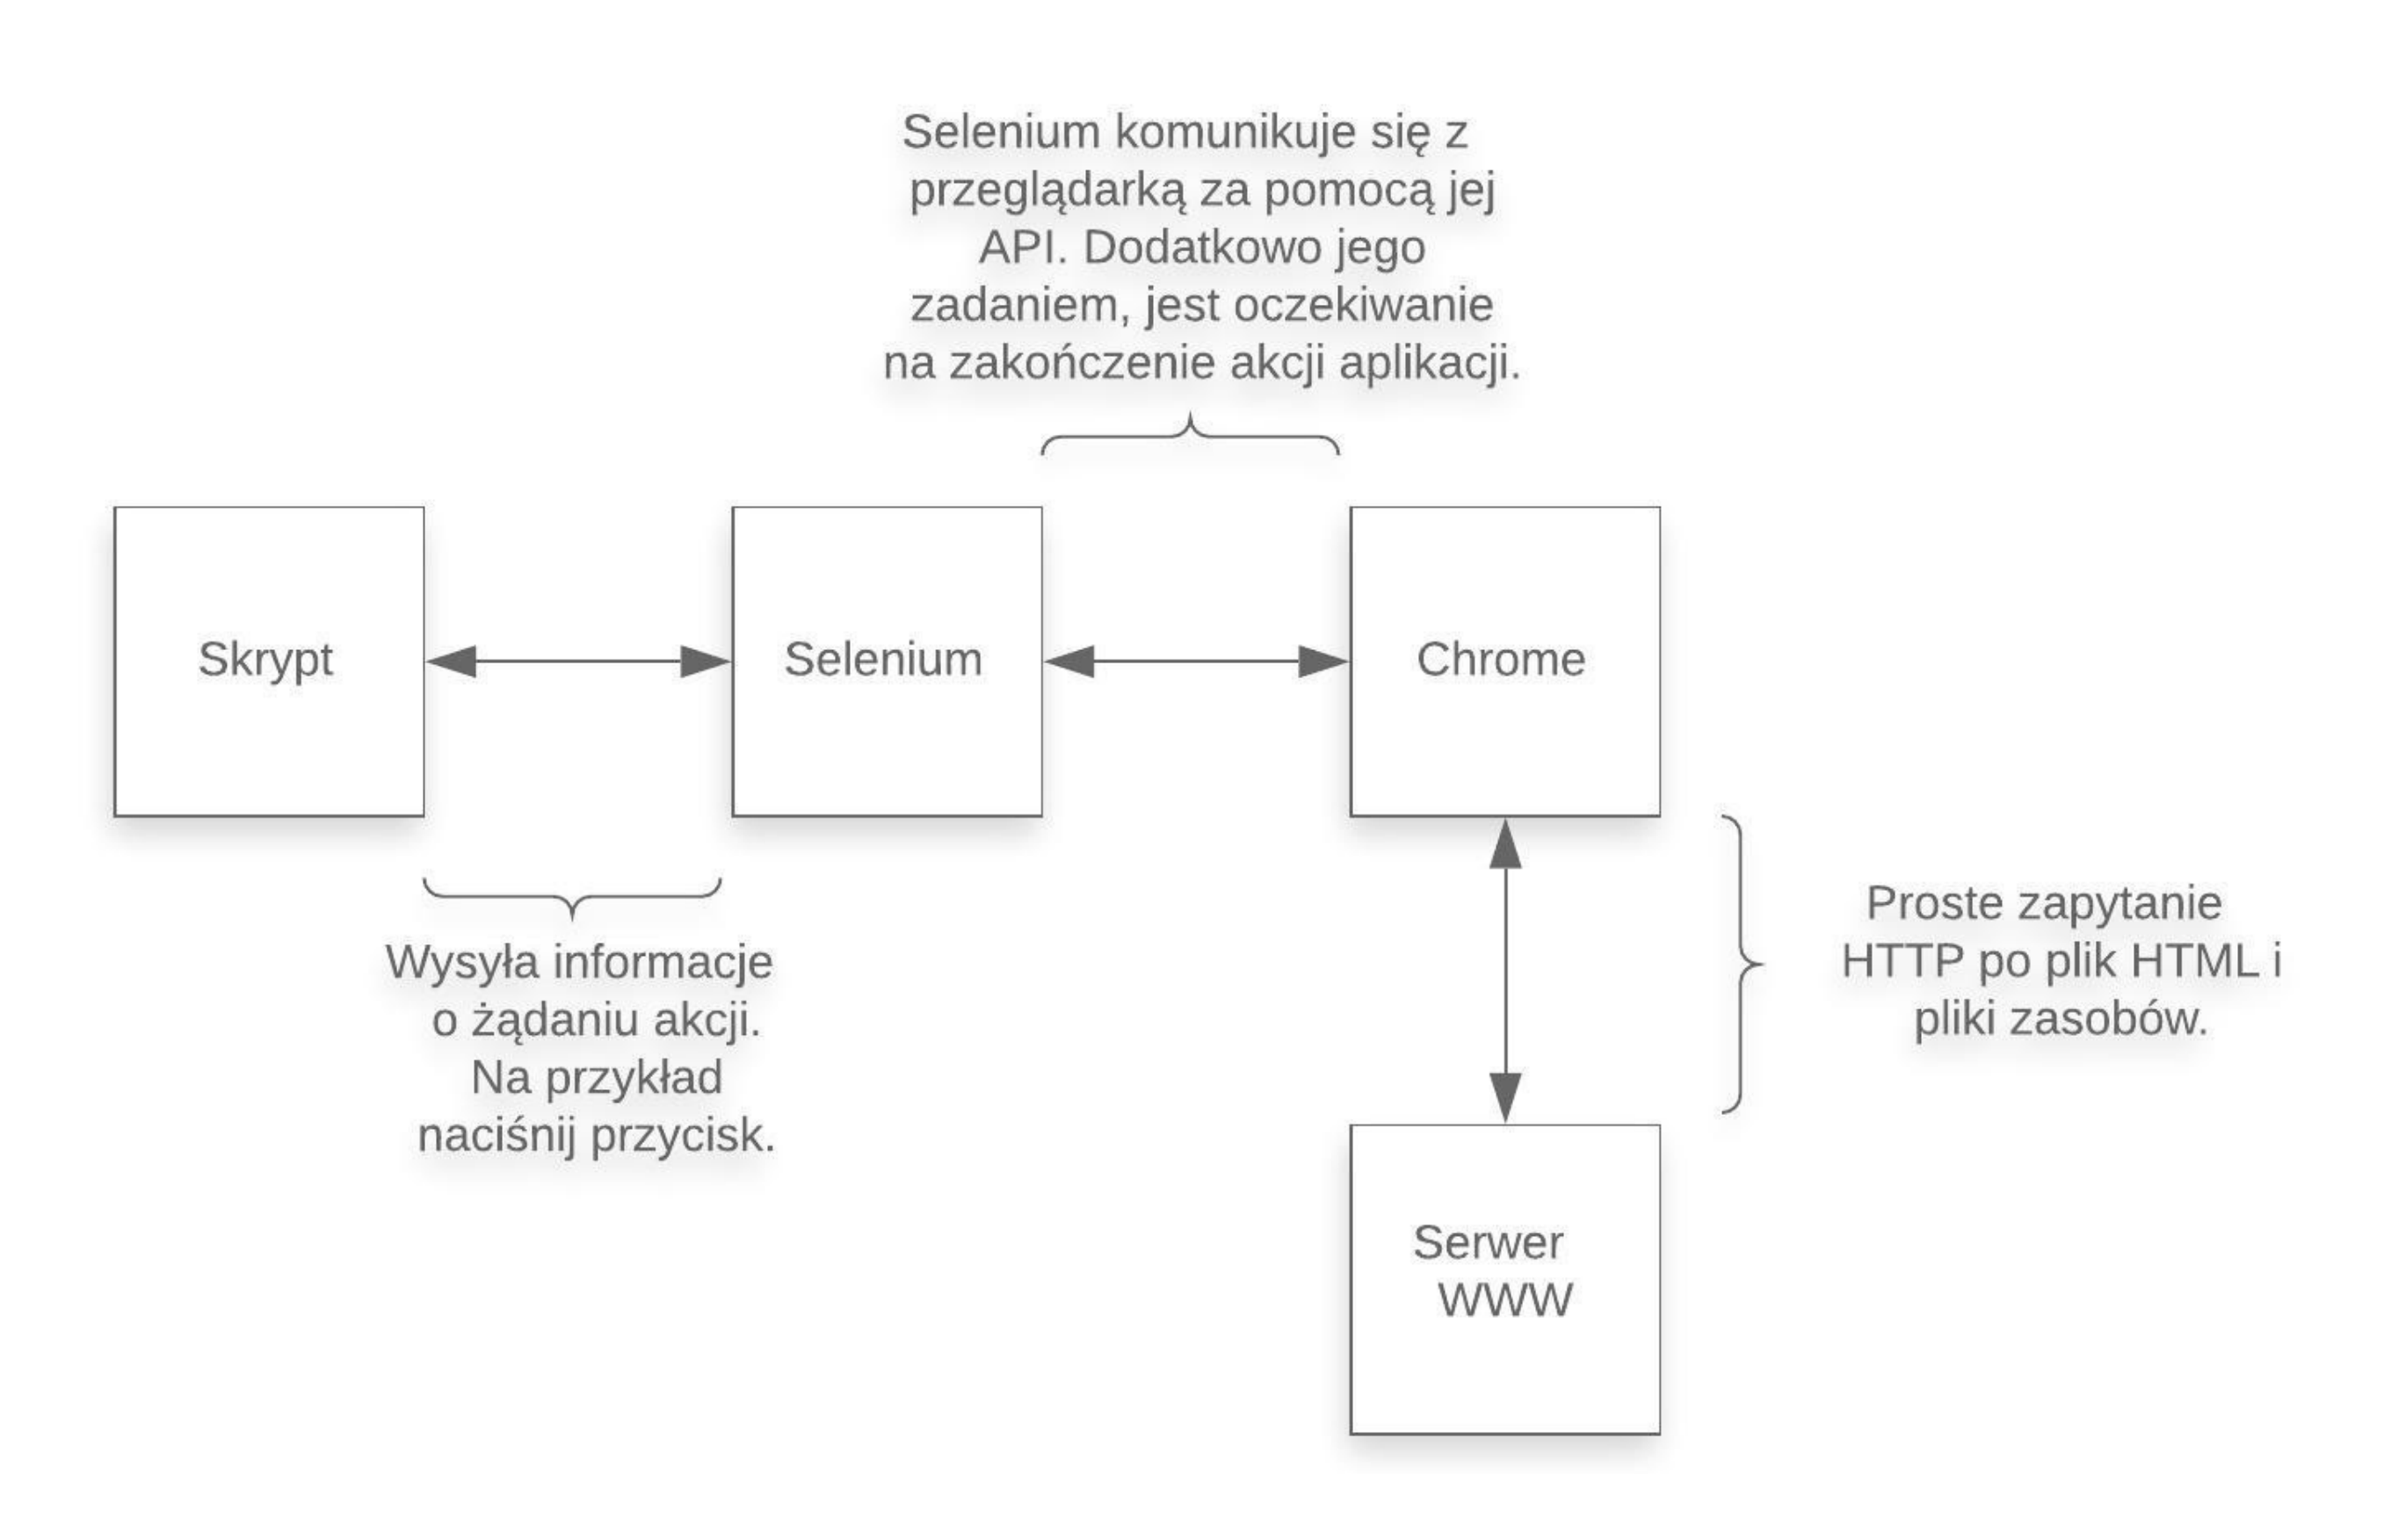 Selenium komunikuje się z
przeglądarką za pomocą jej
API. Dodatkowo jego
zadaniem, jest oczekiwanie
na zakończenie akcji aplikacji.
Skrypt
Selenium
Chrome
Wysyła informacje
o żądaniu akcji.
Na przykład
naciśnij przycisk.
Proste zapytanie
HTTP po plik HTML i
pliki zasobów.
Serwer
WWW